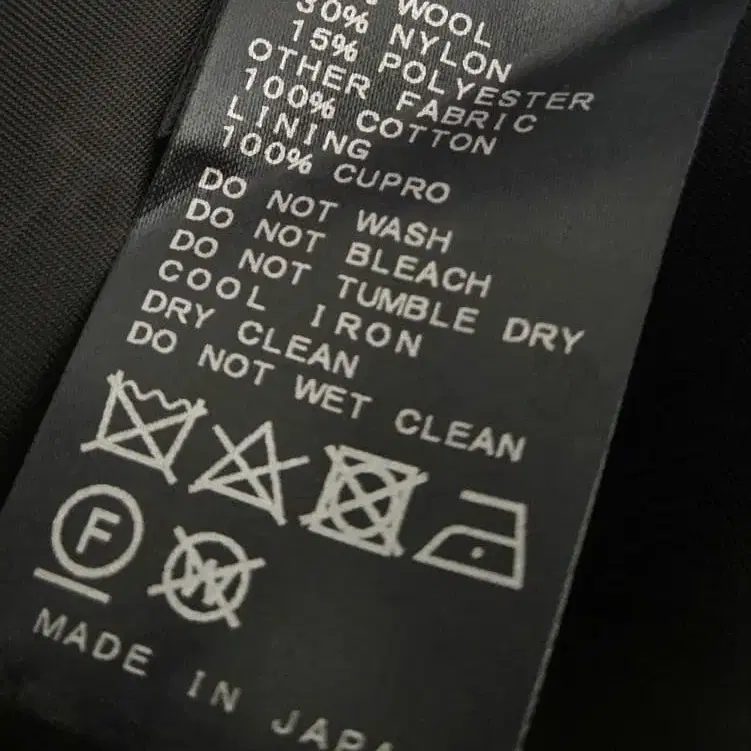 % WOOL
30% NYLON
15% POLYESTER
OTHER FABRIC
100% COTTON
LINING
100% CUPRO
DO NOT WASH
DO NOT BLEACH
DO NOT TUMBLE DRY
COOL IRON
DRY CLEAN
DO NOT WET CLEAN
F
W
MADE IN JAPA